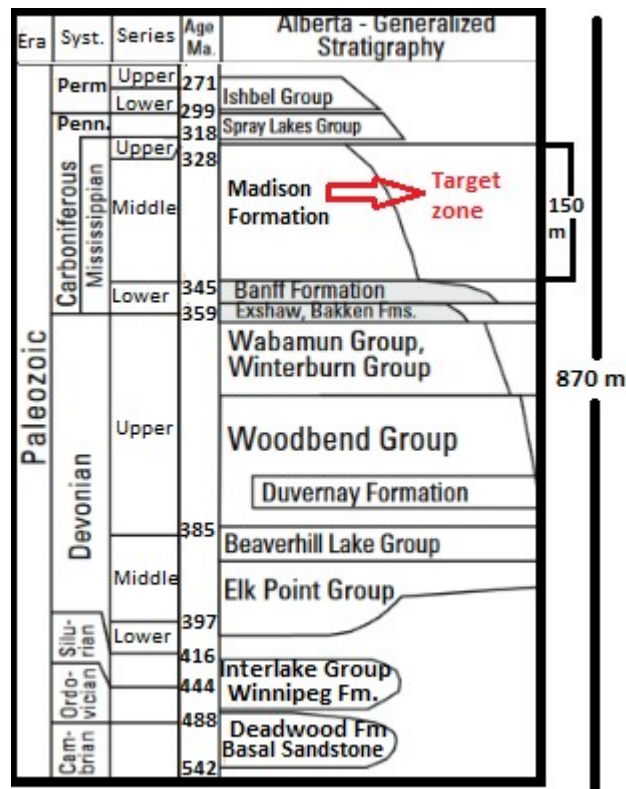 Era
Syst.
Series
Age
Ma.
Alberta - Generalized
Stratigraphy
Paleozoic
Perm
Upper
271
Lower
299
Ishbel Group
Penn.
318
Spray Lakes Group
Carboniferous
Mississippian
Upper
328
Middle
Madison
Formation
Target
zone
150
m
Lower
345
Banff Formation
359
Exshaw, Bakken Fms.
870 m
Devonian
Upper
Wabamun Group,
Winterburn Group
Woodbend Group
Duvernay Formation
385
Beaverhill Lake Group
Middle
Elk Point Group
397
Lower
416
Silu-
rian
Interlake Group
444
Winnipeg Fm.
Ordo-
vician
488
Deadwood Fm
Basal Sandstone
Cam-
brian
542